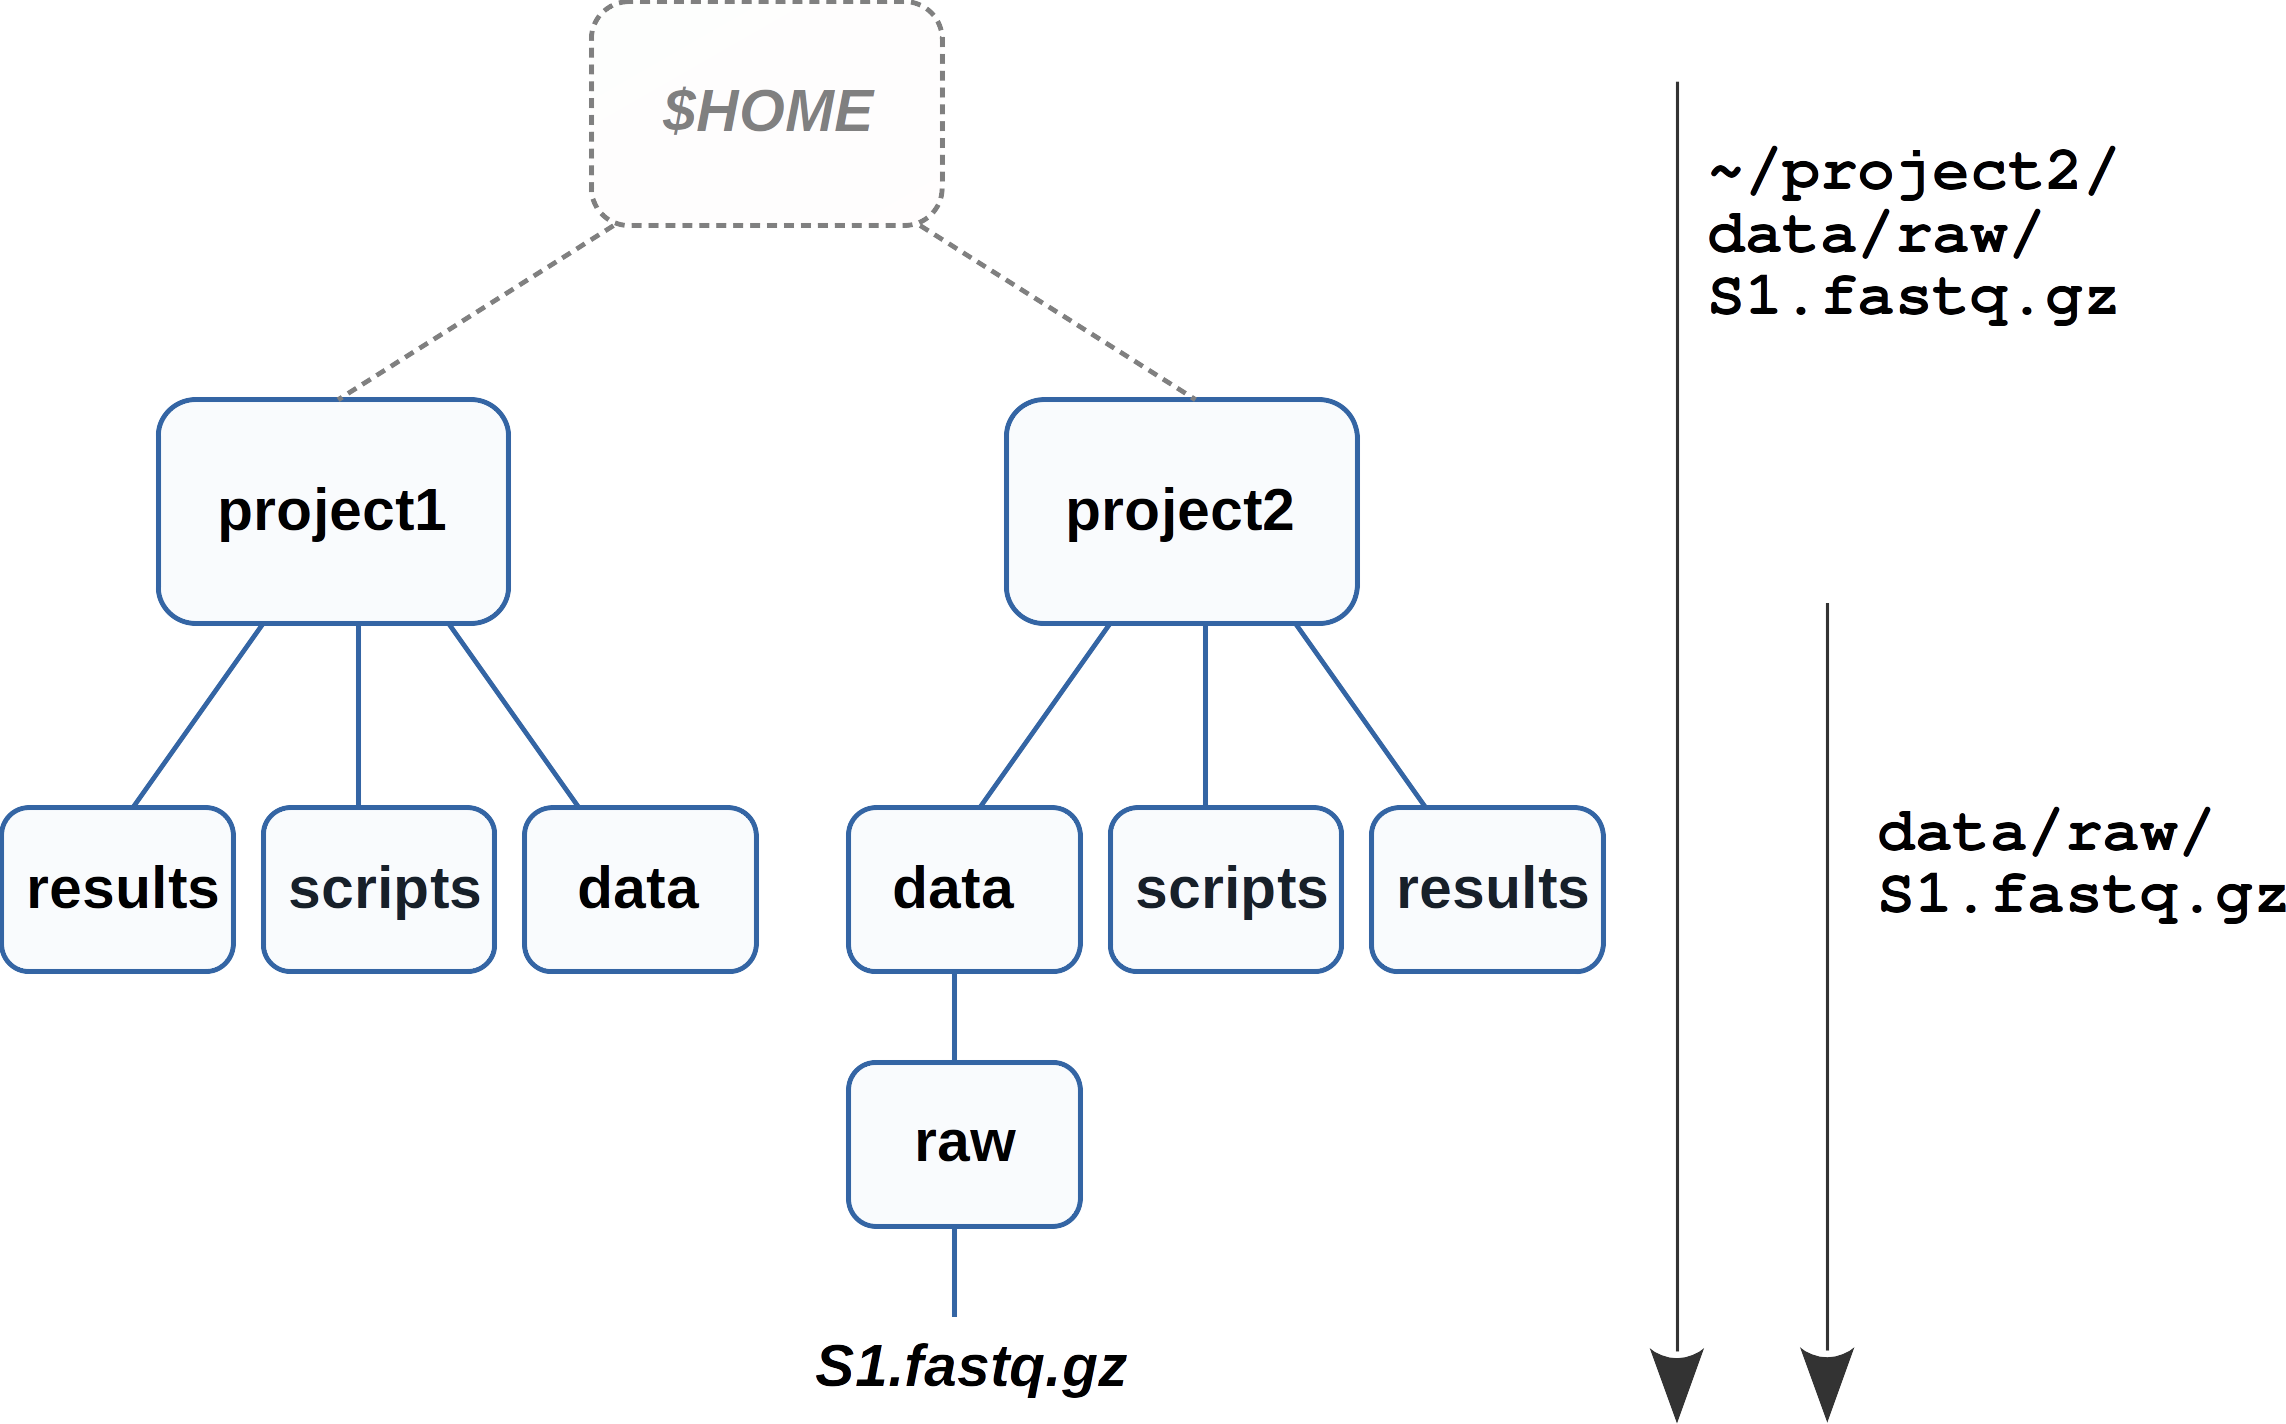 $HOME
~/project2/
data/raw/
S1.fastq.gz
project1
project2
results
scripts
data
data
scripts
results
data/raw/
S1.fastq.gz
raw
S1.fastq.gz